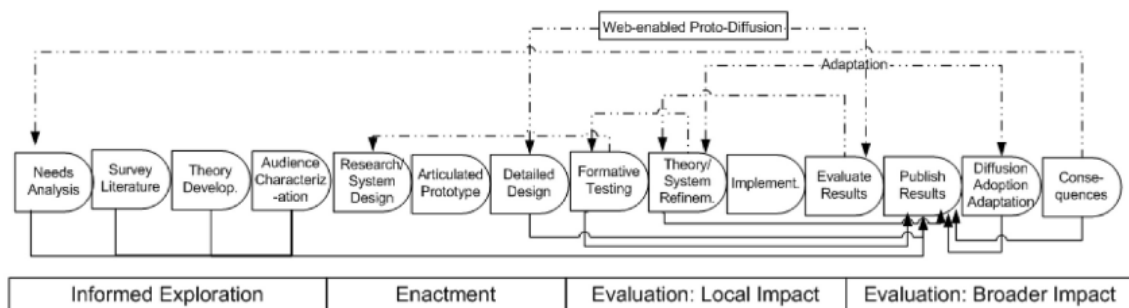 Web-enabled Proto-Diffusion
Adaptation
Needs
Analysis
Survey
Literature
Theory
Develop.
Audience
Characteriz
-ation
Research/
System
Design
Articulated
Prototype
Detailed
Design
Formative
Testing
Theory/
System
Refinem.
Implement.
Evaluate
Results
Publish
Results
Diffusion
Adoption
Adaptation
Conse-
quences
Informed Exploration
Enactment
Evaluation: Local Impact
Evaluation: Broader Impact